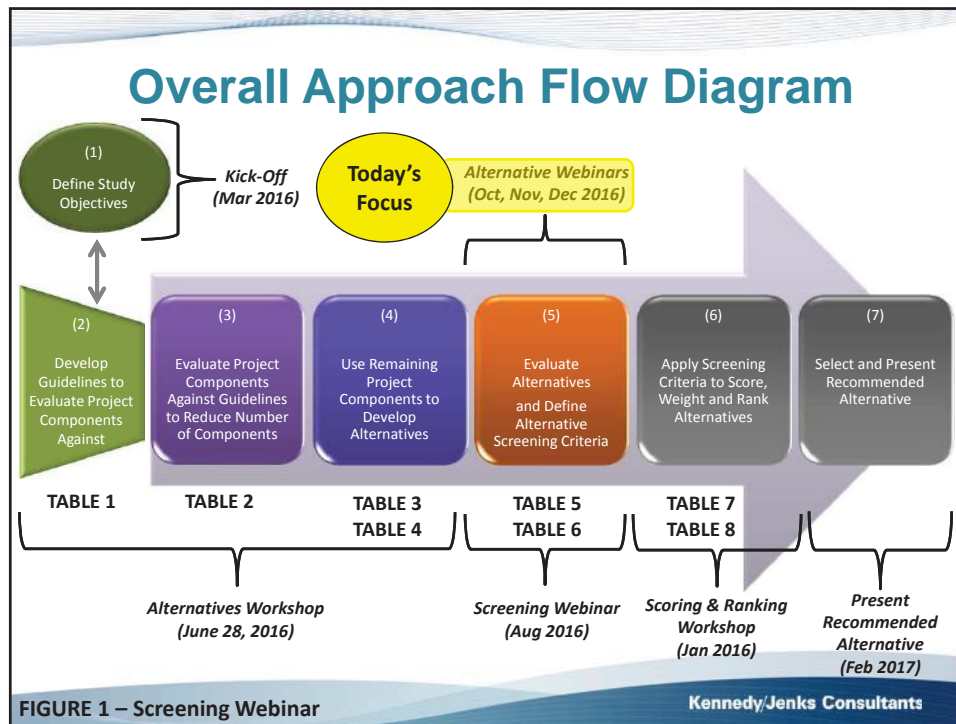 Overall Approach Flow Diagram
(1)
Define Study
Objectives
Kick-Off
(Mar 2016)
Today's
Focus
Alternative Webinars
(Oct, Nov, Dec 2016)
(2)
Develop
Guidelines to
Evaluate Project
Components
Against
(3)
Evaluate Project
Components
Against Guidelines
to Reduce Number
of Components
(4)
Use Remaining
Project
Components to
Develop
Alternatives
(5)
Evaluate
Alternatives
and Define
Alternative
Screening Criteria
(6)
Apply Screening
Criteria to Score,
Weight and Rank
Alternatives
(7)
Select and Present
Recommended
Alternative
TABLE 1
TABLE 2
TABLE 3
TABLE 4
TABLE 5
TABLE 6
TABLE 7
TABLE 8
Alternatives Workshop
(June 28, 2016)
Screening Webinar
(Aug 2016)
Scoring & Ranking
Workshop
(Jan 2016)
Present
Recommended
Alternative
(Feb 2017)
FIGURE 1 – Screening Webinar
Kennedy/Jenks Consultants